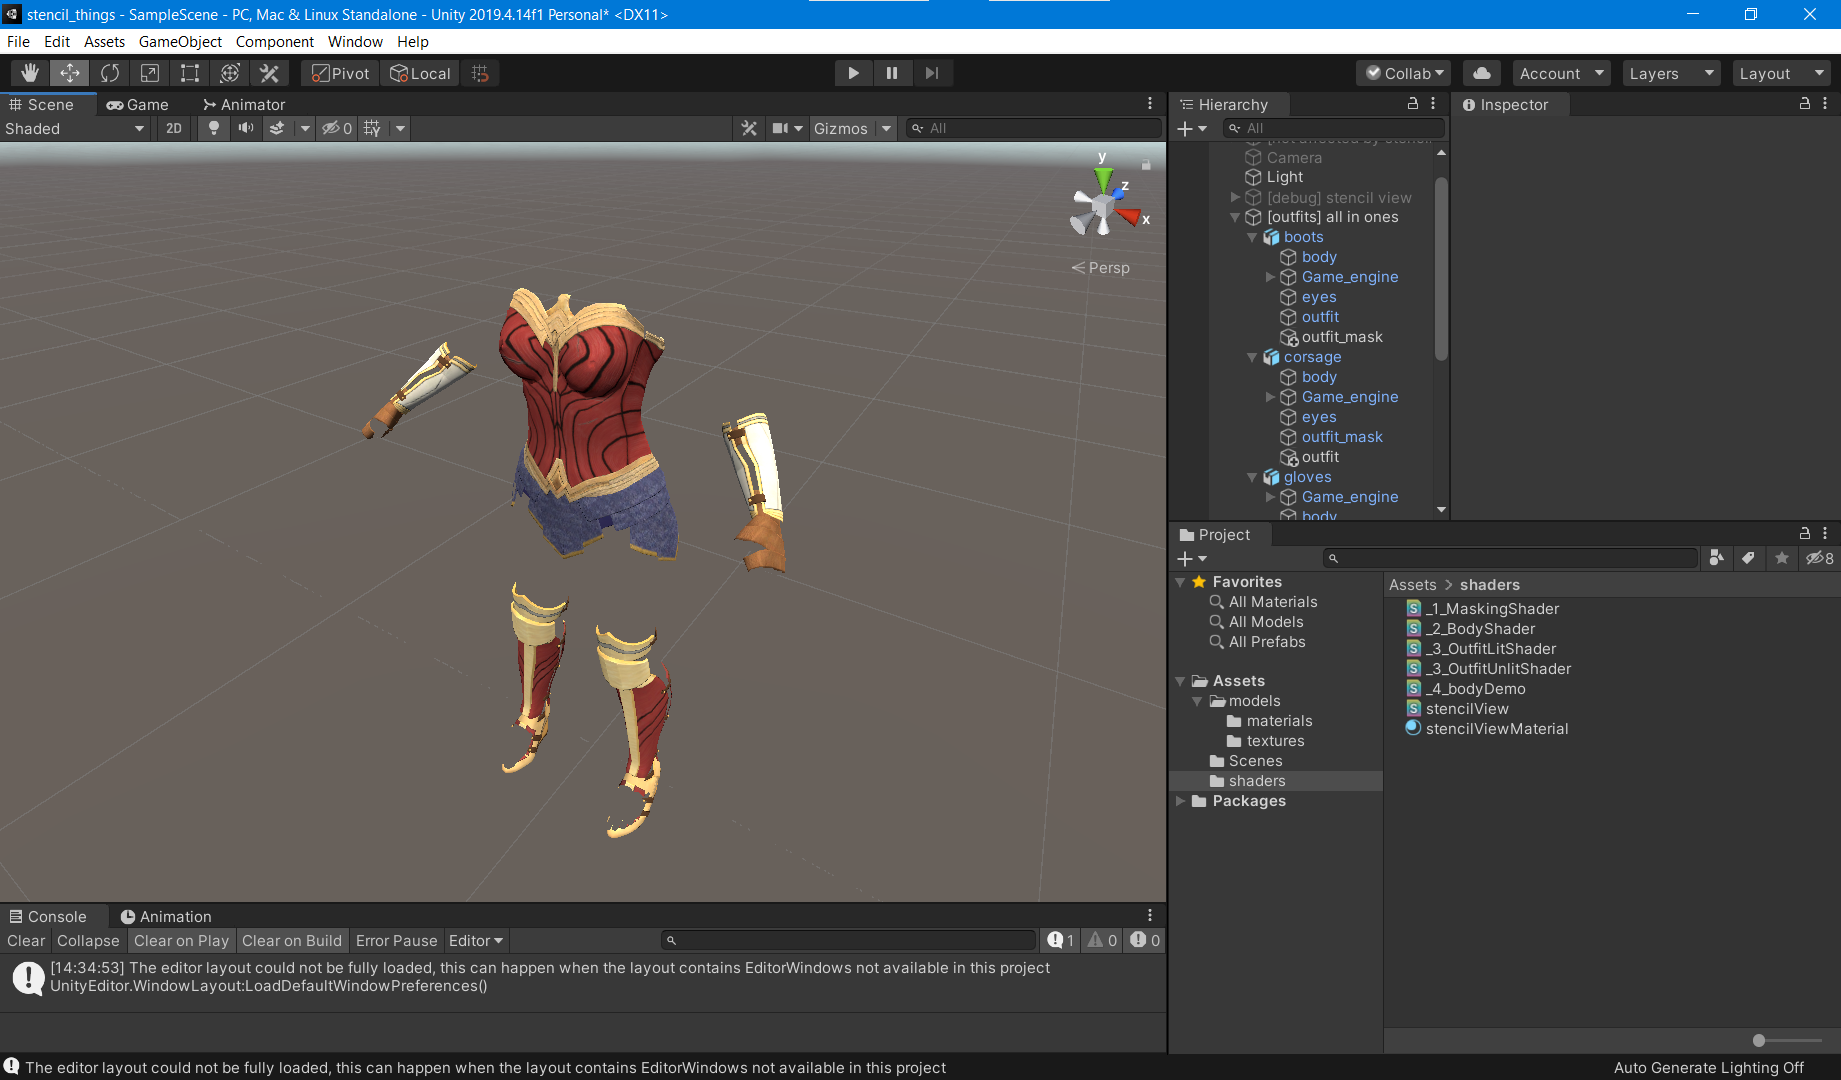 stencil_things - SampleScene - PC, Mac & Linux Standalone - Unity 2019.4.14f1 Personal* <DX11>
File Edit Assets GameObject Component Window Help
Pivot Local Collab Account Layers Layout
Scene Game Animator
Shaded 2D 0 Gizmos All
y
z
x
Persp
Hierarchy
All
Camera
Light
[debug] stencil view
[outfits] all in ones
boots
body
Game_engine
eyes
outfit
outfit_mask
corsage
body
Game_engine
eyes
outfit_mask
outfit
gloves
Game_engine
body
Inspector
Project
8
Favorites
All Materials
All Models
All Prefabs
Assets
models
materials
textures
Scenes
shaders
Packages
Assets > shaders
_1_MaskingShader
_2_BodyShader
_3_OutfitLitShader
_3_OutfitUnlitShader
_4_bodyDemo
stencilView
stencilViewMaterial
Console Animation
Clear Collapse Clear on Play Clear on Build Error Pause Editor 1 0 0
[14:34:53] The editor layout could not be fully loaded, this can happen when the layout contains EditorWindows not available in this project
UnityEditor.WindowLayout:LoadDefaultWindowPreferences()
The editor layout could not be fully loaded, this can happen when the layout contains EditorWindows not available in this project
Auto Generate Lighting Off